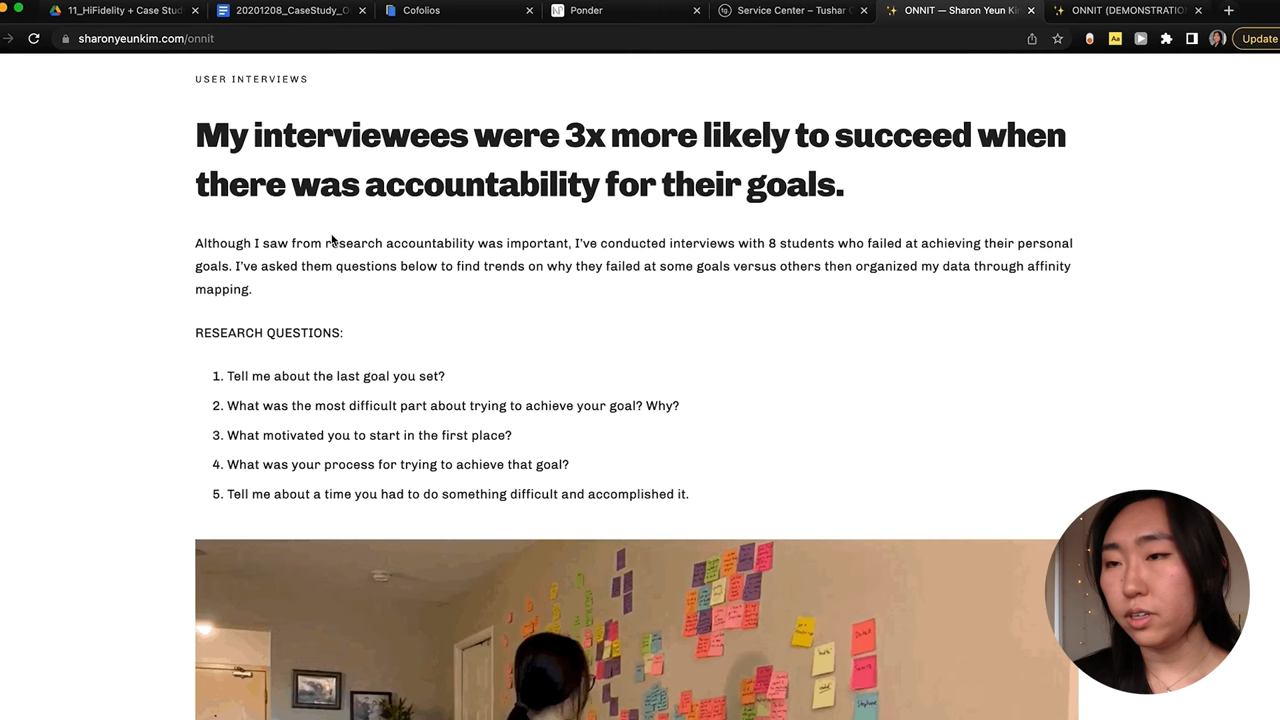 11_HiFidelity + Case Stud
20201208_CaseStudy_O
Cofolios
Ponder
Service Center – Tushar
ONNIT — Sharon Yeun Ki
ONNIT (DEMONSTRATIO
sharonyeunkim.com/onnit
Aa
Update
USER INTERVIEWS
My interviewees were 3x more likely to succeed when
there was accountability for their goals.
Although I saw from research accountability was important, I’ve conducted interviews with 8 students who failed at achieving their personal
goals. I’ve asked them questions below to find trends on why they failed at some goals versus others then organized my data through affinity
mapping.
RESEARCH QUESTIONS:
1. Tell me about the last goal you set?
2. What was the most difficult part about trying to achieve your goal? Why?
3. What motivated you to start in the first place?
4. What was your process for trying to achieve that goal?
5. Tell me about a time you had to do something difficult and accomplished it.